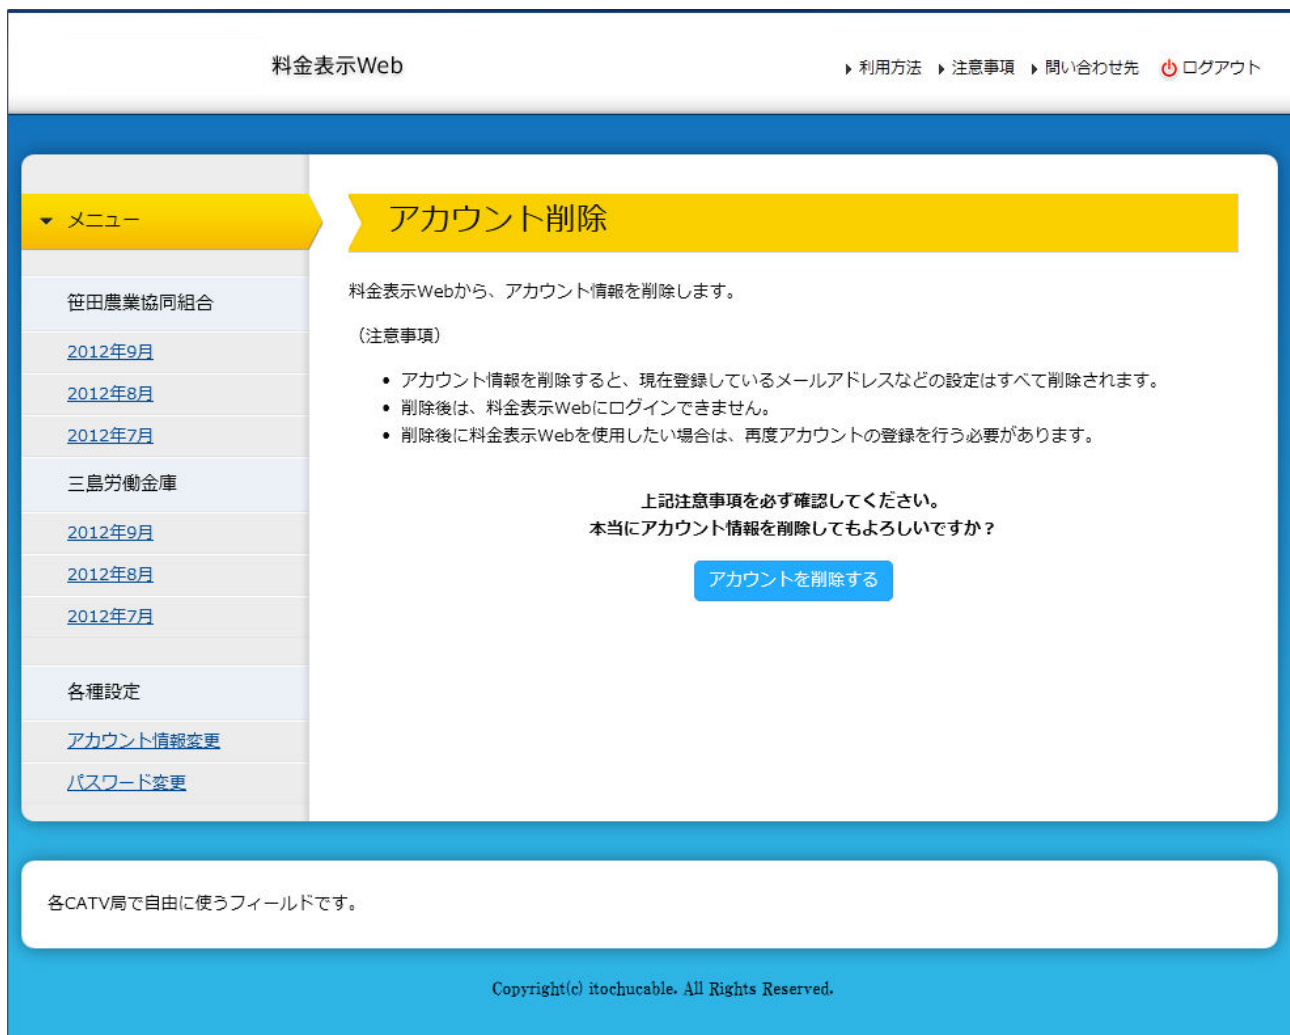 料金表示Web
利用方法 注意事項 問い合わせ先 ログアウト
メニュー
笹田農業協同組合
2012年9月
2012年8月
2012年7月
三島労働金庫
2012年9月
2012年8月
2012年7月
各種設定
アカウント情報変更
パスワード変更
アカウント削除
料金表示Webから、アカウント情報を削除します。
（注意事項）
• アカウント情報を削除すると、現在登録しているメールアドレスなどの設定はすべて削除されます。
• 削除後は、料金表示Webにログインできません。
• 削除後に料金表示Webを使用したい場合は、再度アカウントの登録を行う必要があります。
上記注意事項を必ず確認してください。
本当にアカウント情報を削除してもよろしいですか？
アカウントを削除する
各CATV局で自由に使うフィールドです。
Copyright(c) itochucable. All Rights Reserved.